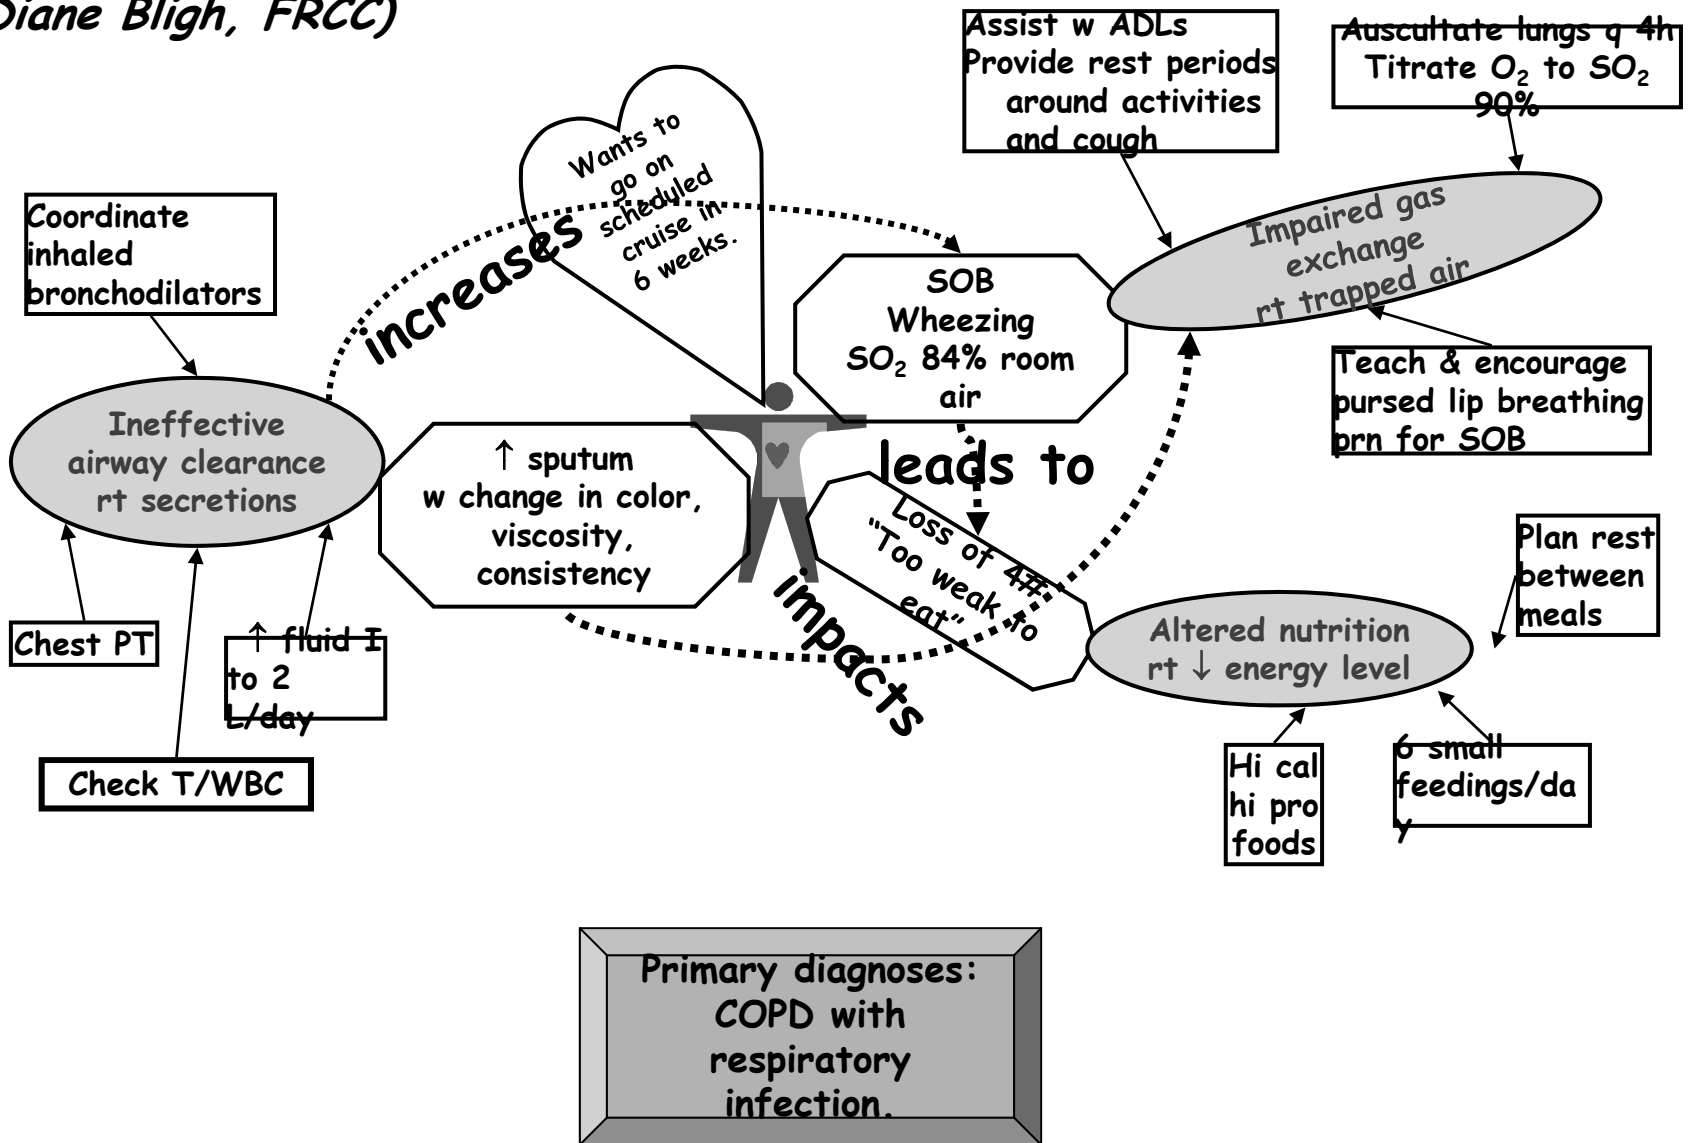 Diane Bligh, FRCC)
Assist w ADLs
Provide rest periods
around activities
and cough
Auscultate lungs q 4h
Titrate O₂ to SO₂
90%
Wants to
go on
scheduled
cruise in
6 weeks.
Coordinate
inhaled
bronchodilators
increases
SOB
Wheezing
SO₂ 84% room
air
Impaired gas
exchange
rt trapped air
Teach & encourage
pursed lip breathing
prn for SOB
Ineffective
airway clearance
rt secretions
↑ sputum
w change in color,
viscosity,
consistency
leads to
Loss of 4#
"Too weak to
eat"
impacts
Plan rest
between
meals
Altered nutrition
rt ↓ energy level
Chest PT
↑ fluid I
to 2
L/day
Check T/WBC
Hi cal
hi pro
foods
6 small
feedings/da
y
Primary diagnoses:
COPD with
respiratory
infection.